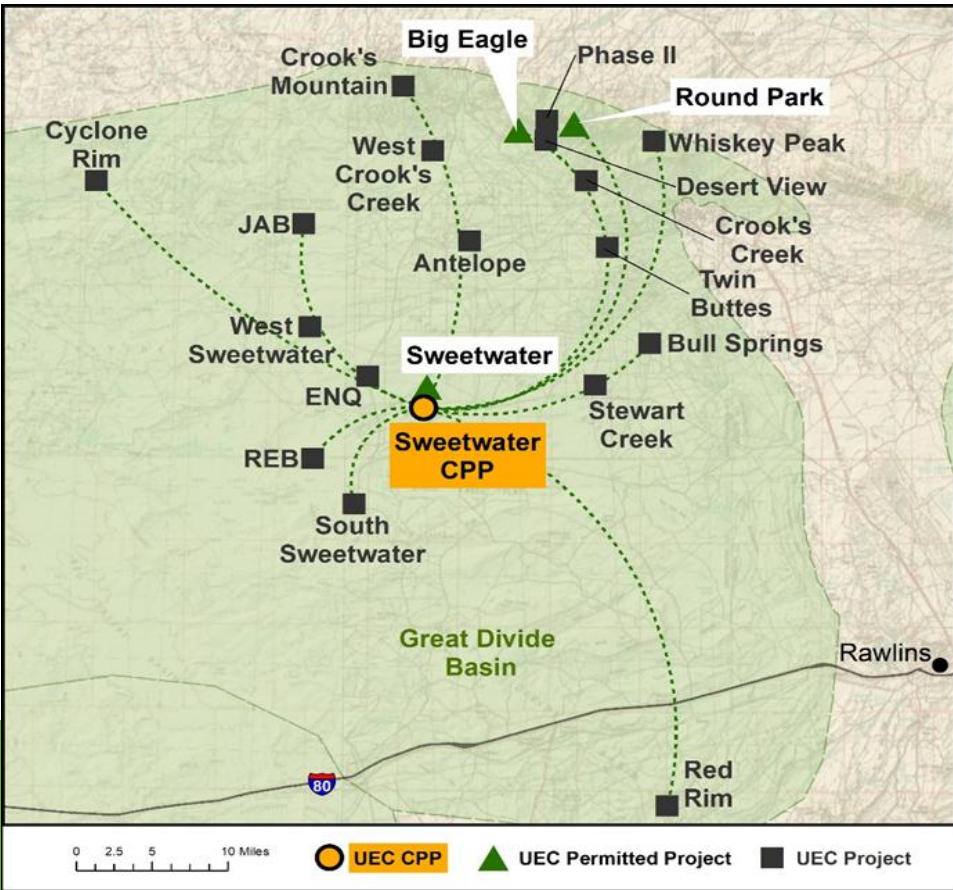 Big Eagle
Phase II
Crook's
Mountain
Round Park
Cyclone
Rim
West
Crook's
Creek
Whiskey Peak
Desert View
JAB
Crook's
Creek
Antelope
Twin
Buttes
West
Sweetwater
Bull Springs
Sweetwater
ENQ
Stewart
Creek
Sweetwater
CPP
REB
South
Sweetwater
Great Divide
Basin
Rawlins
Red
Rim
80
0 2.5 5 10 Miles
UEC CPP
UEC Permitted Project
UEC Project